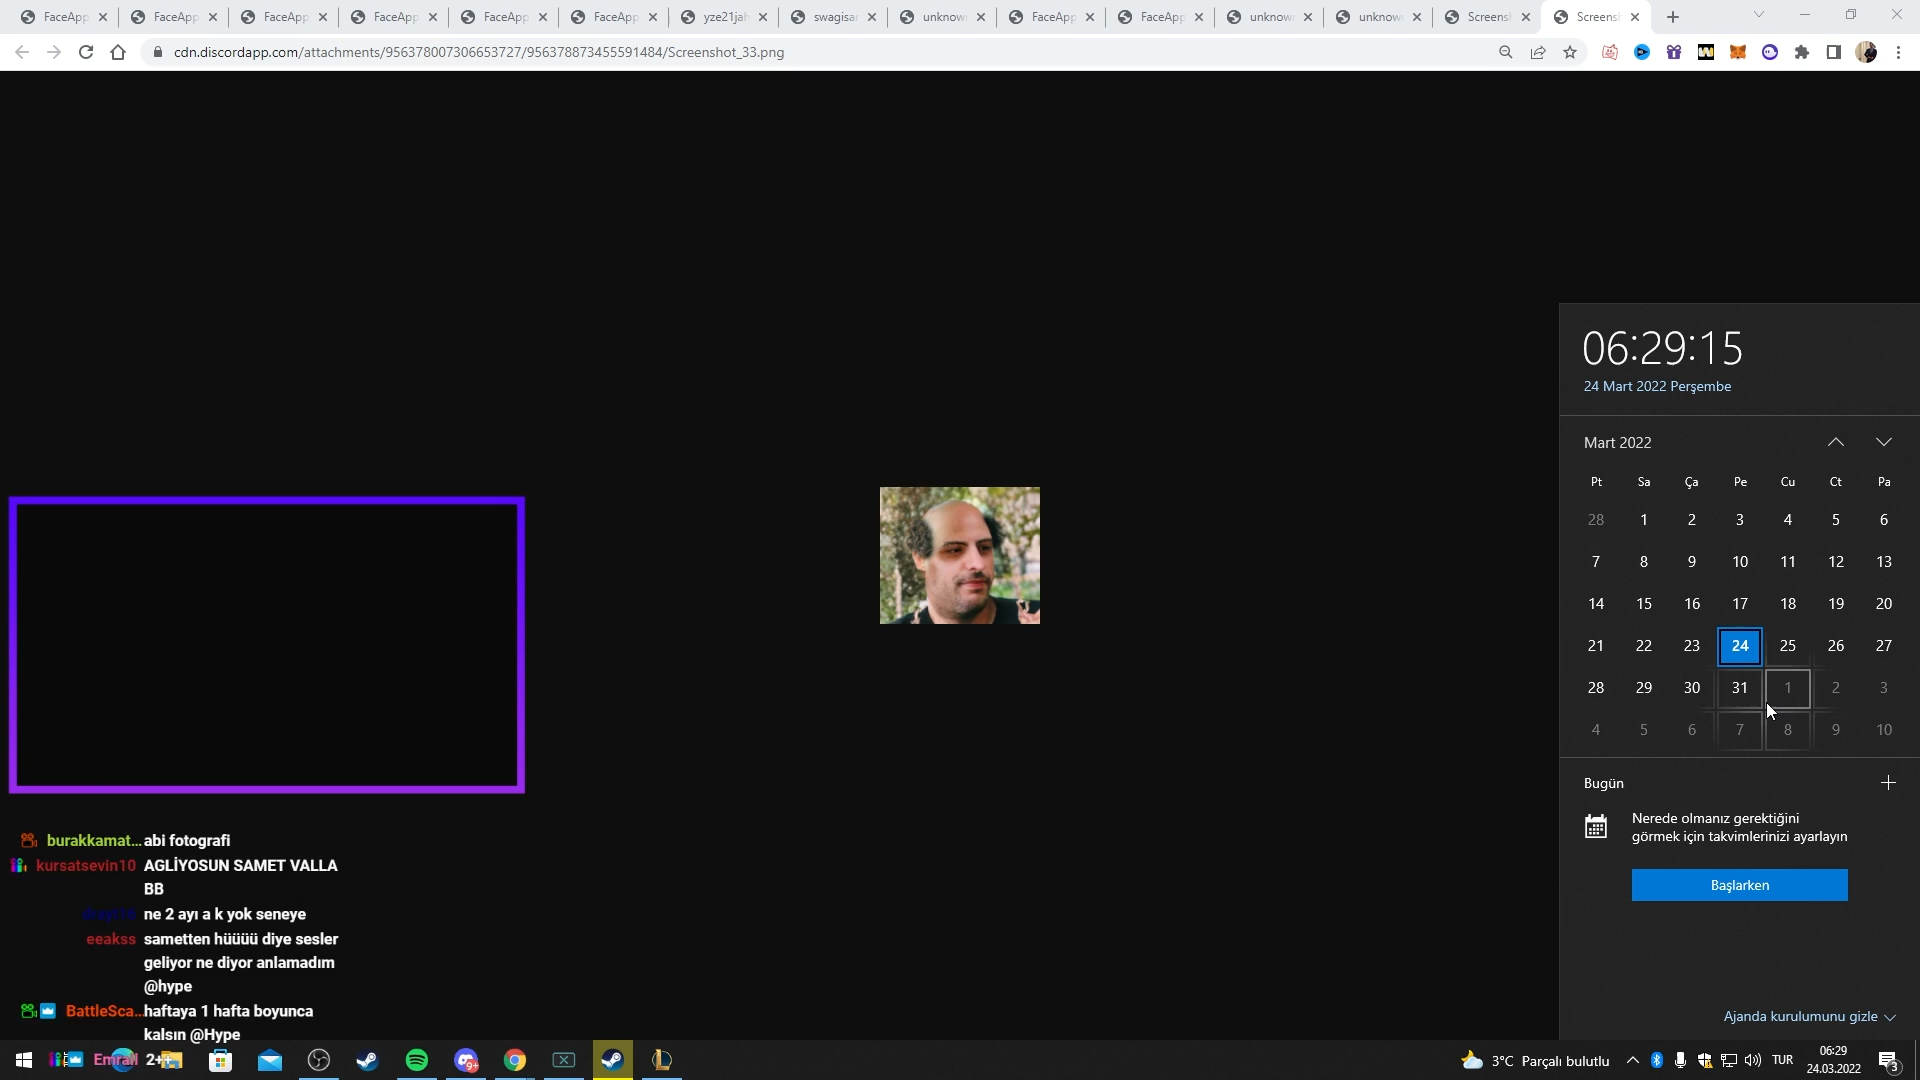 FaceApp
FaceApp
FaceApp
FaceApp
FaceApp
FaceApp
yze21jah
swagisar
unknow
FaceApp
FaceApp
unknow
unknow
Screens
Screens
cdn.discordapp.com/attachments/956378007306653727/956378873455591484/Screenshot_33.png
06:29:15
24 Mart 2022 Perşembe
Mart 2022
Pt Sa Ça Pe Cu Ct Pa
28 1 2 3 4 5 6
7 8 9 10 11 12 13
14 15 16 17 18 19 20
21 22 23 24 25 26 27
28 29 30 31 1 2 3
4 5 6 7 8 9 10
Bugün
Nerede olmanız gerektiğini
görmek için takvimlerinizi ayarlayın
Başlarken
Ajanda kurulumunu gizle
burakkamat... abi fotografi
kursatsevin10 AGLİYOSUN SAMET VALLA
BB
ne 2 ayı a k yok seneye
eeakss sametten hüüüü diye sesler
geliyor ne diyor anlamadım
@hype
BattleSca... haftaya 1 hafta boyunca
kalsın @Hype
Emrall 2++
9+
3°C Parçalı bulutlu
TUR
06:29
24.03.2022
3